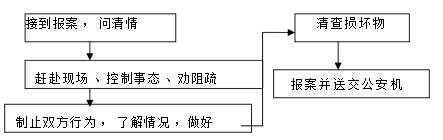 接到报案，问清情
赶赴现场、控制事态、劝阻疏
制止双方行为，了解情况，做好
清查损坏物
报案并送交公安机